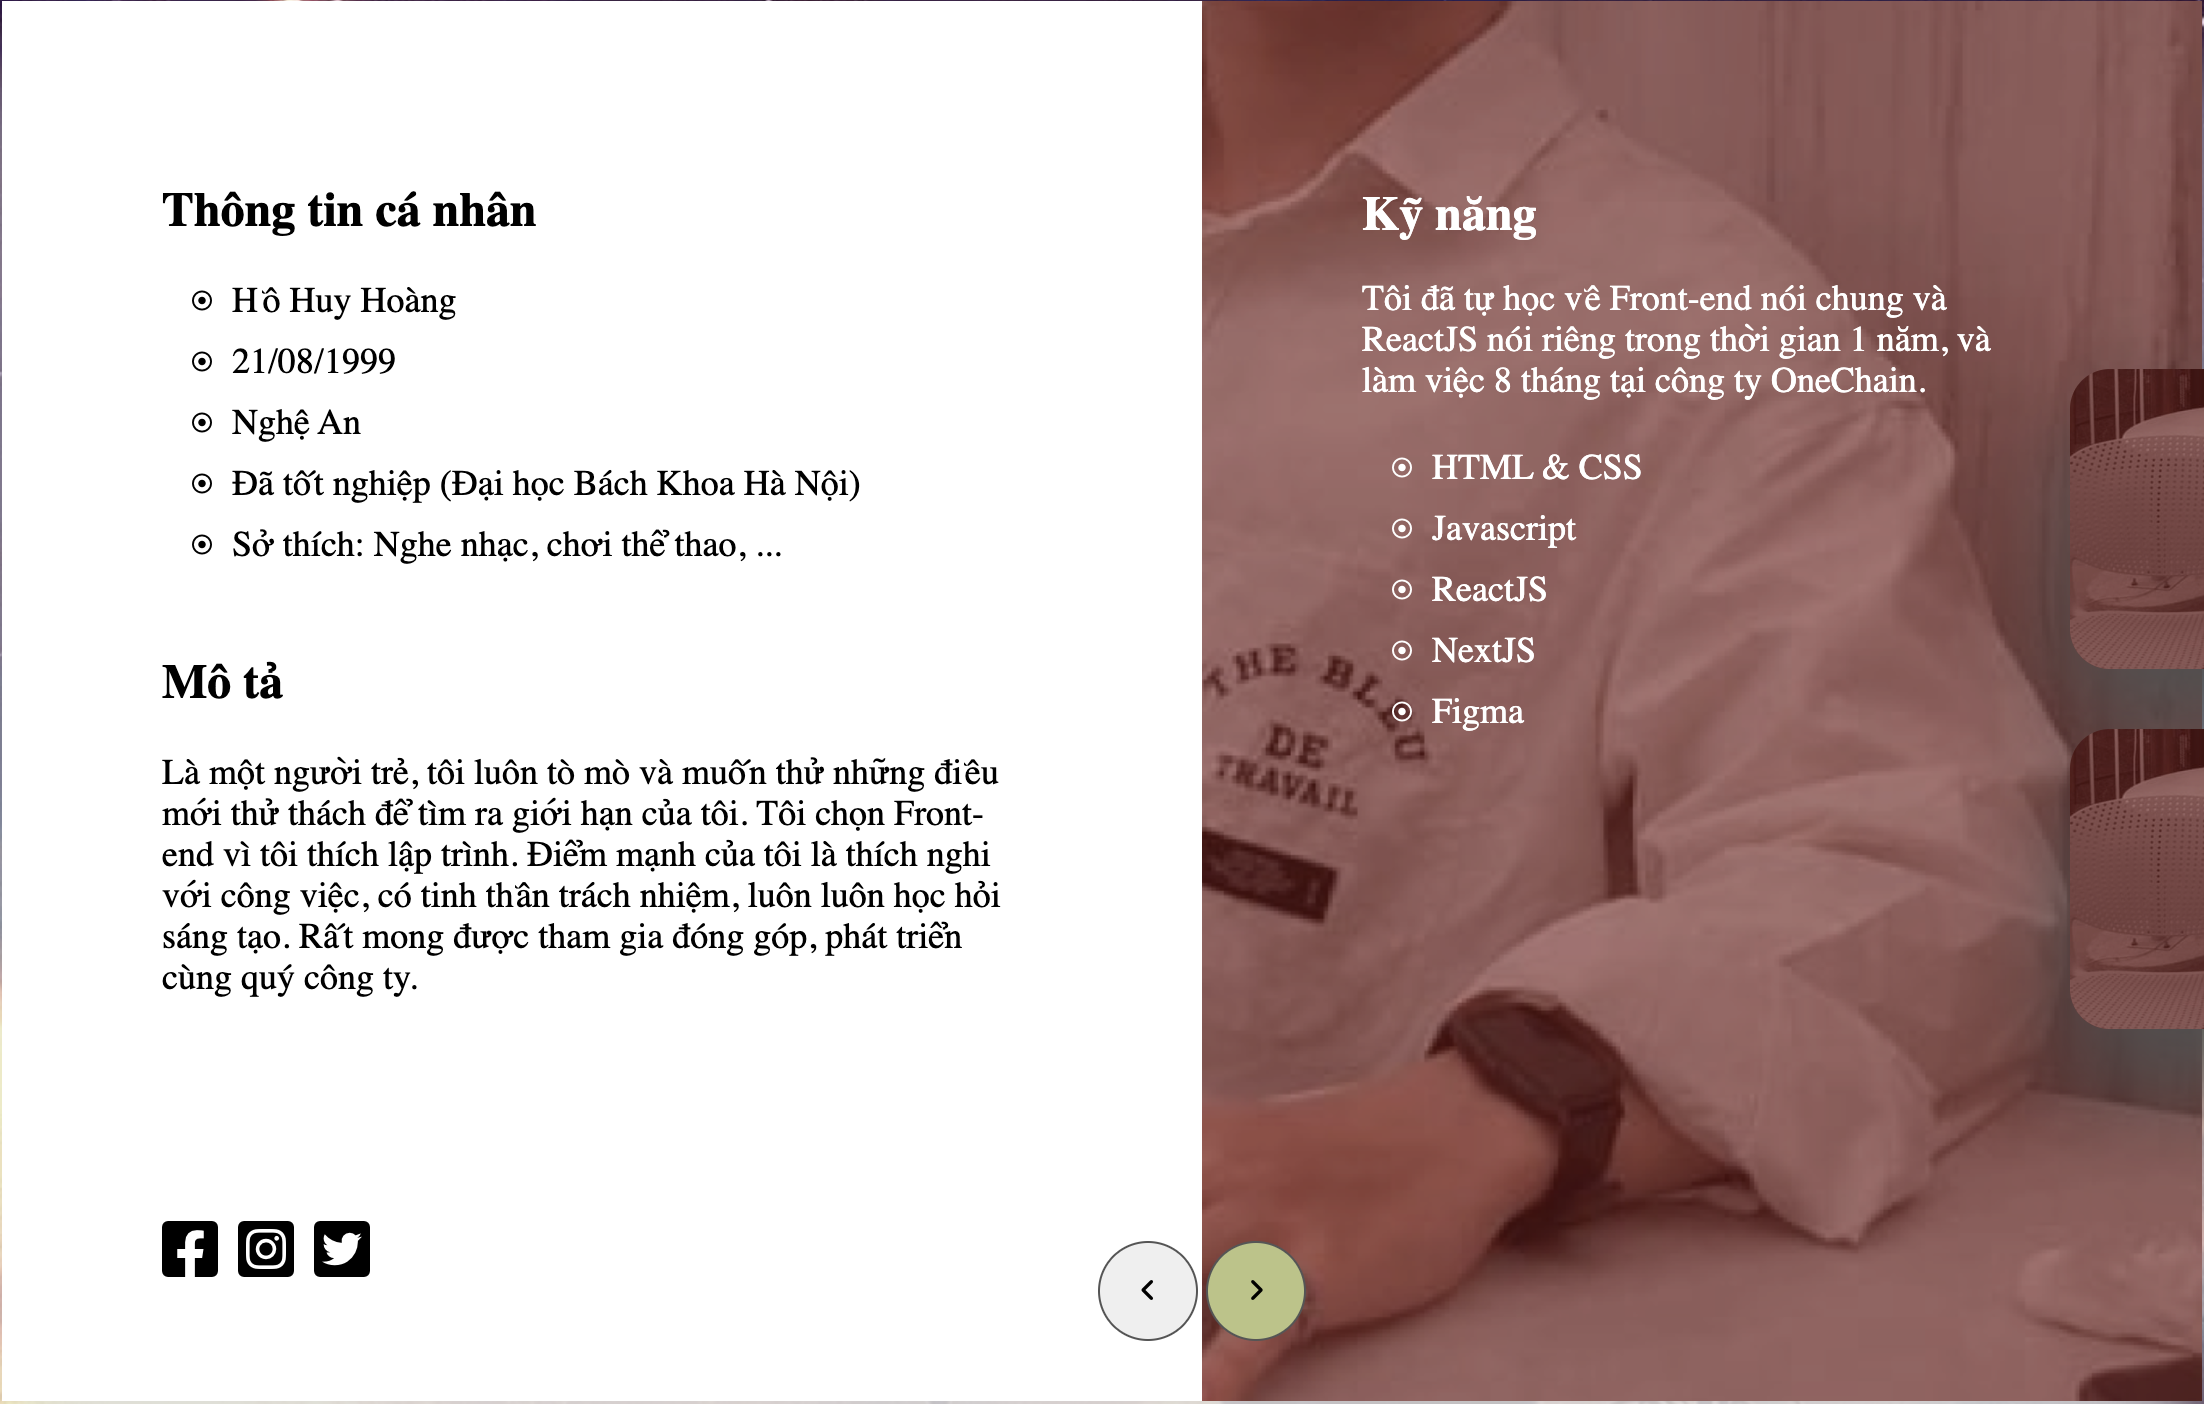 Thông tin cá nhân
Hồ Huy Hoàng
21/08/1999
Nghệ An
Đã tốt nghiệp (Đại học Bách Khoa Hà Nội)
Sở thích: Nghe nhạc, chơi thể thao, ...
Mô tả
Là một người trẻ, tôi luôn tò mò và muốn thử những điều
mới thử thách để tìm ra giới hạn của tôi. Tôi chọn Front-
end vì tôi thích lập trình. Điểm mạnh của tôi là thích nghi
với công việc, có tinh thần trách nhiệm, luôn luôn học hỏi
sáng tạo. Rất mong được tham gia đóng góp, phát triển
cùng quý công ty.
Kỹ năng
Tôi đã tự học về Front-end nói chung và
ReactJS nói riêng trong thời gian 1 năm, và
làm việc 8 tháng tại công ty OneChain.
HTML & CSS
Javascript
ReactJS
NextJS
Figma
THE BLEU
DE
TRAVAIL